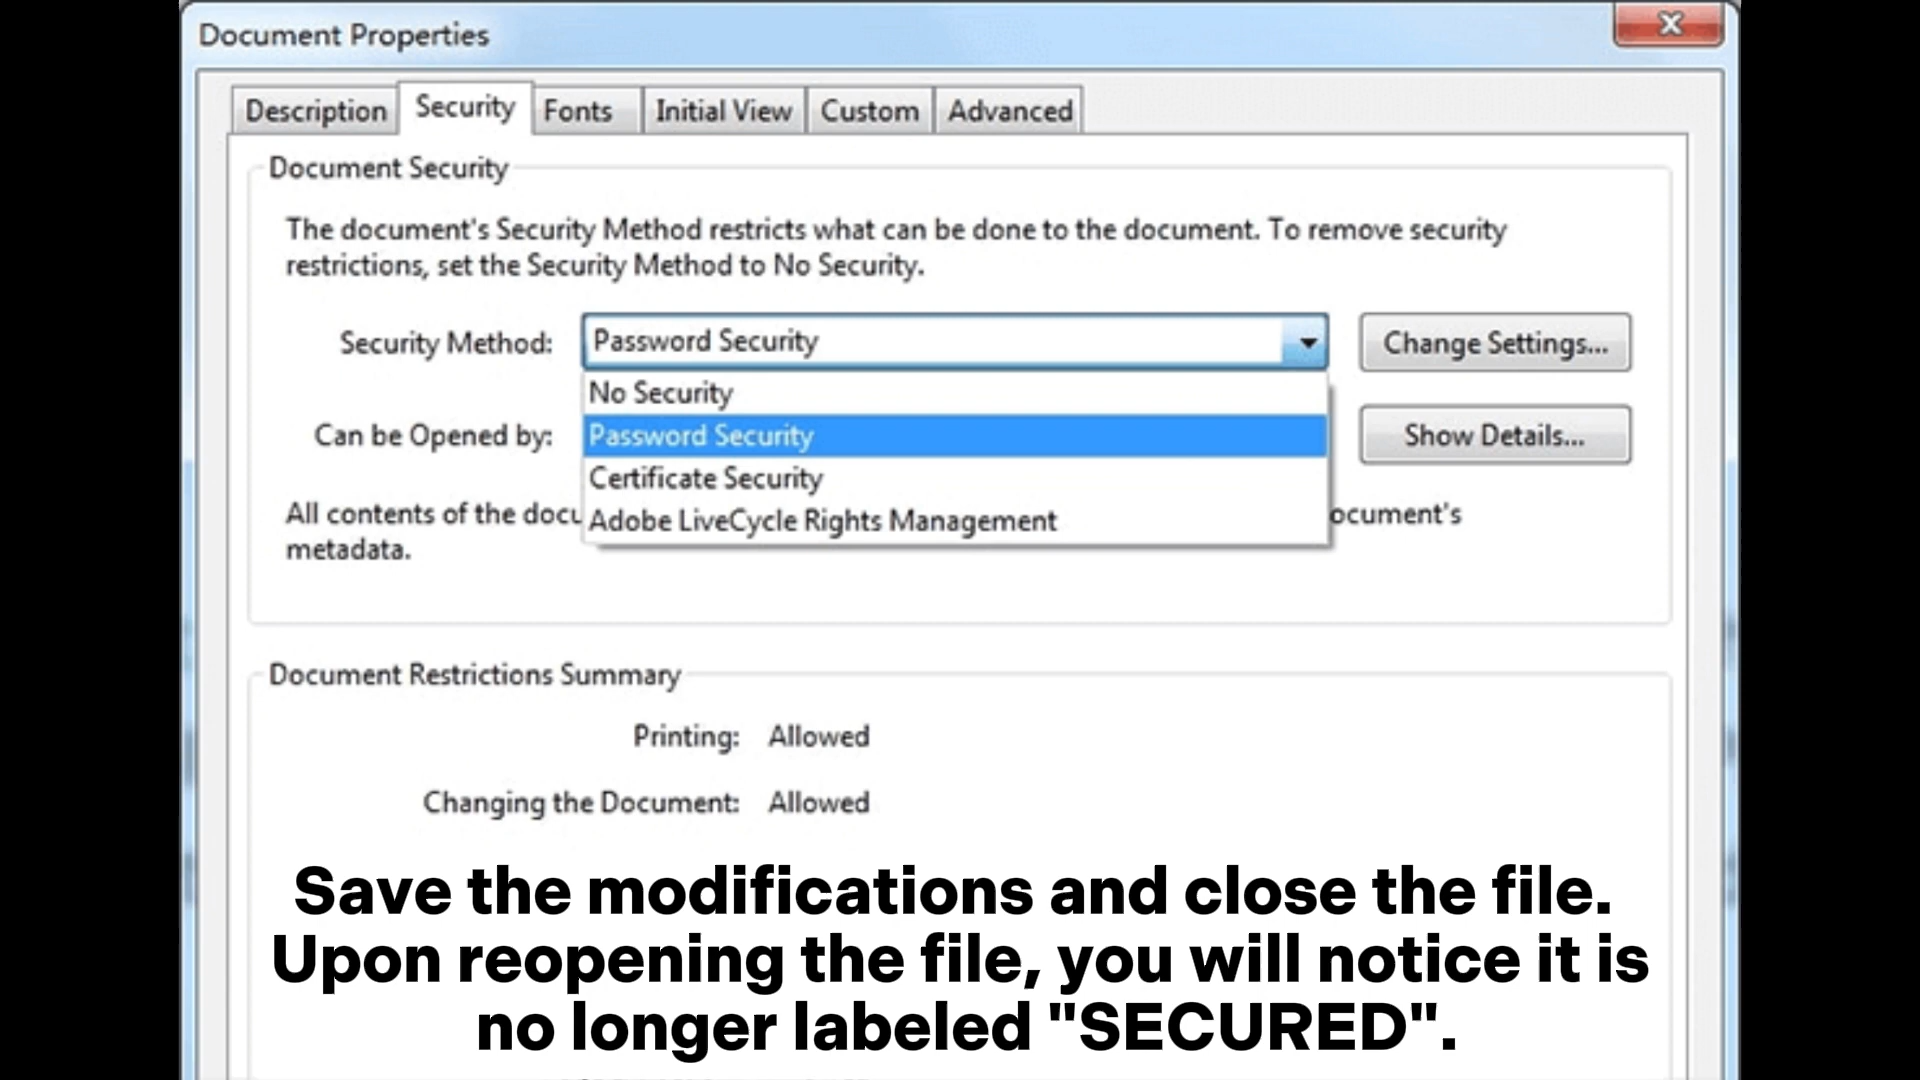 Document Properties
Description Security Fonts Initial View Custom Advanced
Document Security
The document's Security Method restricts what can be done to the document. To remove security
restrictions, set the Security Method to No Security.
Security Method: Password Security Change Settings...
No Security
Can be Opened by: Password Security Show Details...
Certificate Security
All contents of the Adobe LiveCycle Rights Management ocument's
metadata.
Document Restrictions Summary
Printing: Allowed
Changing the Document: Allowed
Save the modifications and close the file.
Upon reopening the file, you will notice it is
no longer labeled "SECURED".